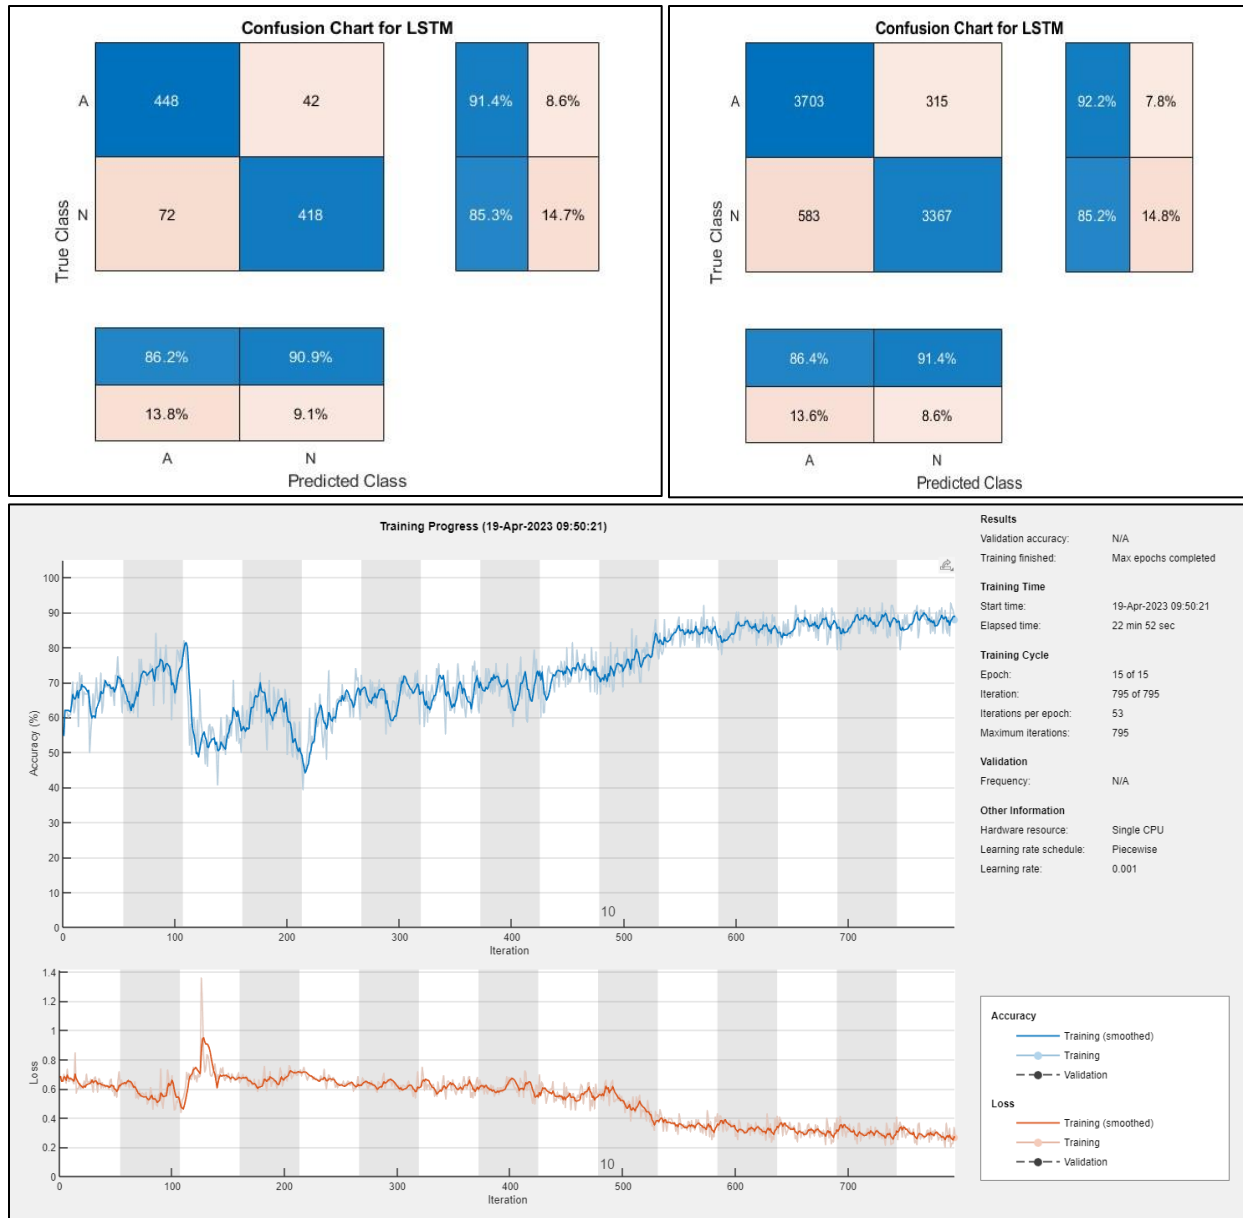 Confusion Chart for LSTM
A 448 42 91.4% 8.6%
N 72 418 85.3% 14.7%
True Class
86.2% 90.9%
13.8% 9.1%
A N
Predicted Class
Confusion Chart for LSTM
A 3703 315 92.2% 7.8%
N 583 3367 85.2% 14.8%
True Class
86.4% 91.4%
13.6% 8.6%
A N
Predicted Class
Training Progress (19-Apr-2023 09:50:21)
100
90
80
70
60
50
40
30
20
10
0
Accuracy (%)
10
0 100 200 300 400 500 600 700
Iteration
1.4
1.2
1
0.8
0.6
0.4
0.2
0
Loss
10
0 100 200 300 400 500 600 700
Iteration
Results
Validation accuracy: N/A
Training finished: Max epochs completed
Training Time
Start time: 19-Apr-2023 09:50:21
Elapsed time: 22 min 52 sec
Training Cycle
Epoch: 15 of 15
Iteration: 795 of 795
Iterations per epoch: 53
Maximum iterations: 795
Validation
Frequency: N/A
Other Information
Hardware resource: Single CPU
Learning rate schedule: Piecewise
Learning rate: 0.001
Accuracy
Training (smoothed)
Training
Validation
Loss
Training (smoothed)
Training
Validation